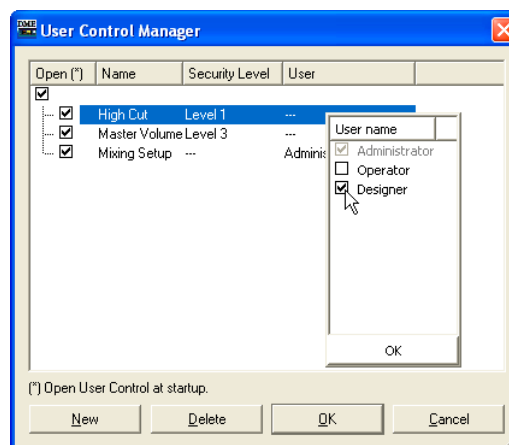 DME User Control Manager
Open (*) Name Security Level User
High Cut Level 1 ---
Master Volume Level 3 ---
Mixing Setup --- Adminis
User name
Administrator
Operator
Designer
OK
(*) Open User Control at startup.
New Delete OK Cancel